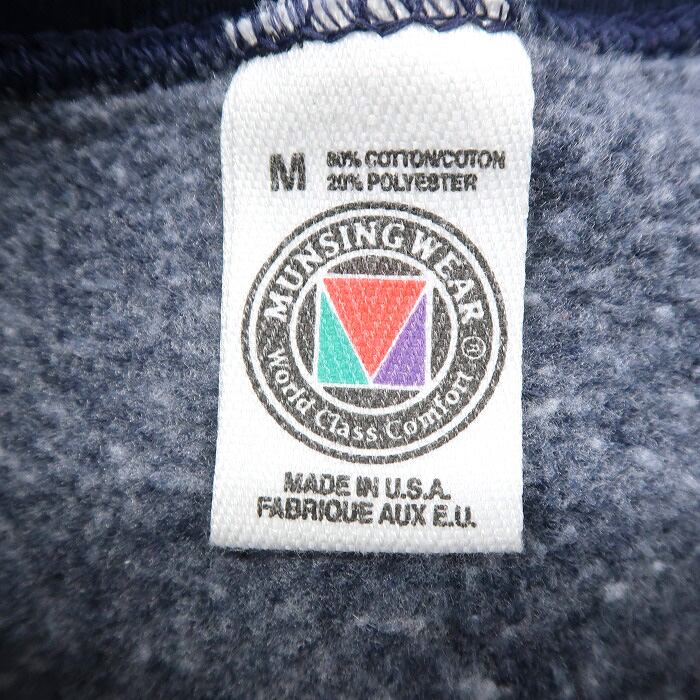 M
80% COTTON/COTON
20% POLYESTER
MUNSINGWEAR
World Class Comfort ®
MADE IN U.S.A.
FABRIQUE AUX E.U.